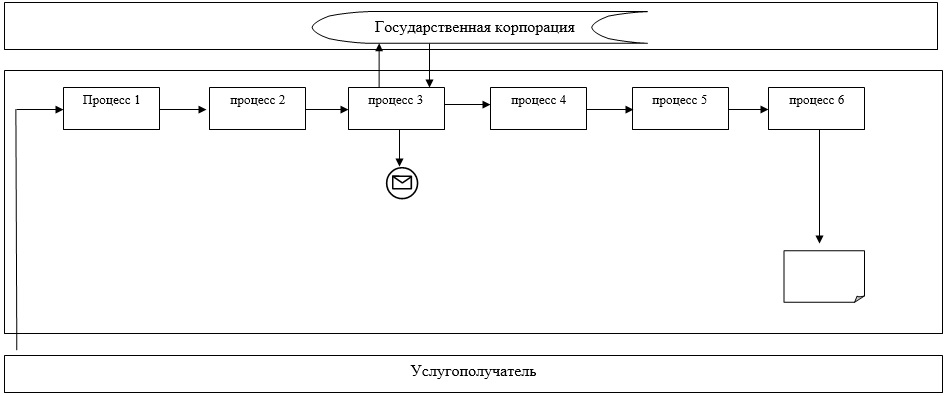 Государственная корпорация
Процесс 1
процесс 2
процесс 3
процесс 4
процесс 5
процесс 6
Услугополучатель